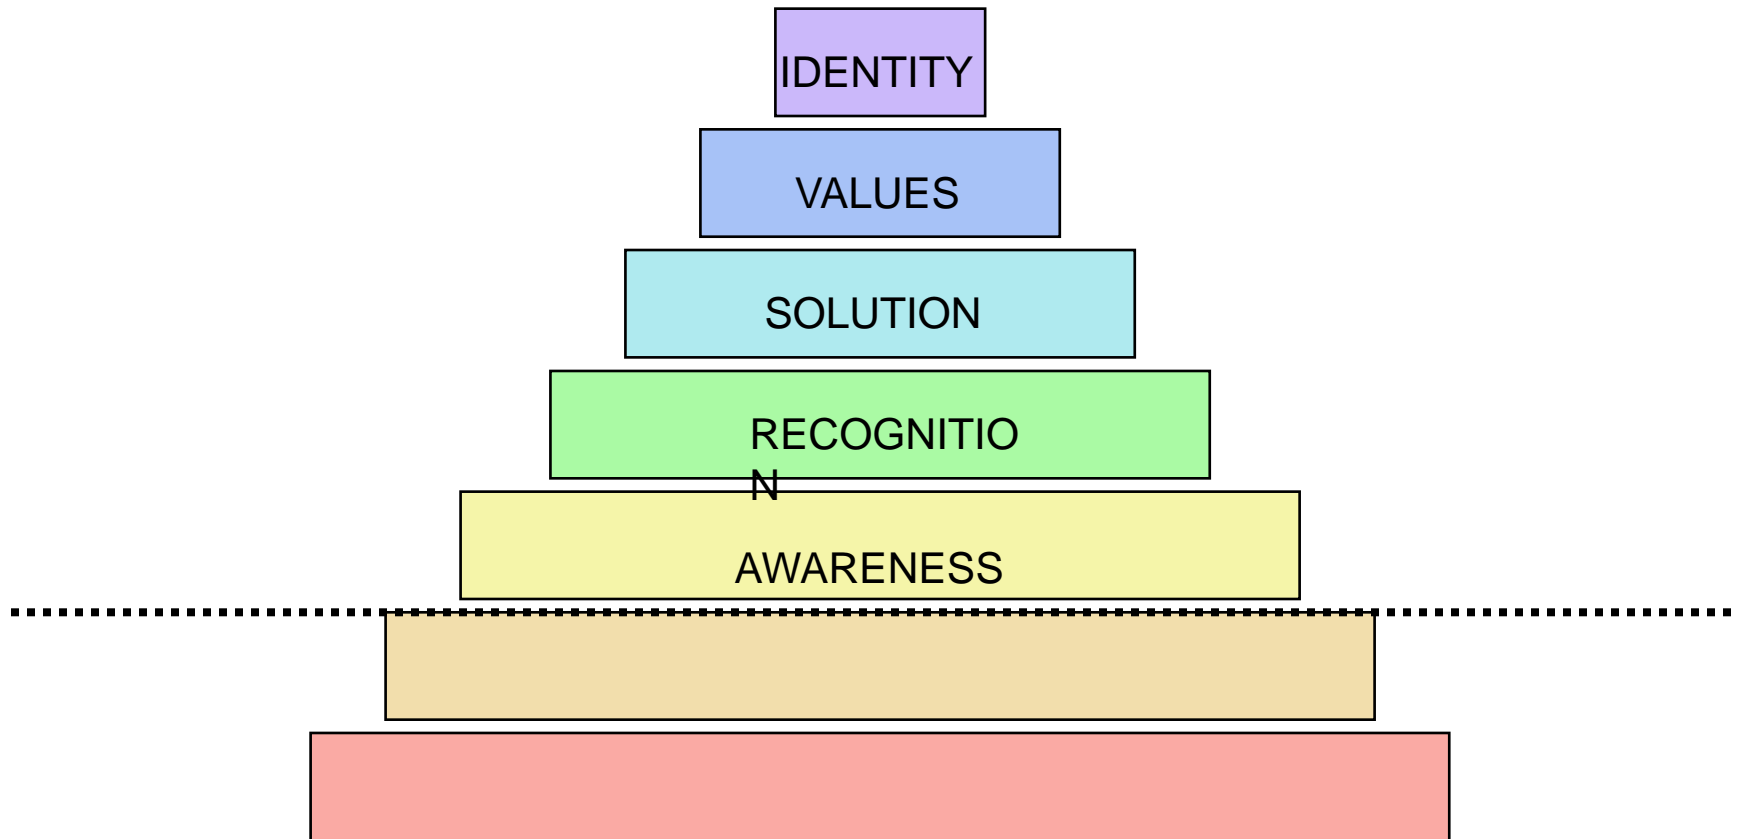 IDENTITY
VALUES
SOLUTION
RECOGNITIO
N
AWARENESS